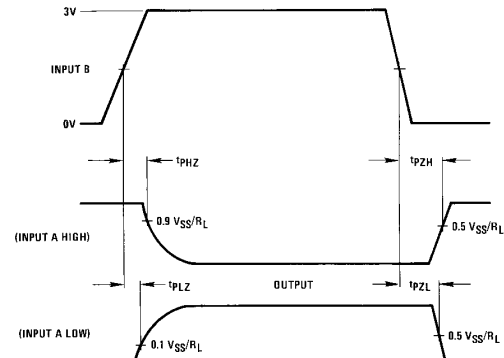 3V
INPUT B
0V
tPHZ
tPZH
0.9 VSS/RL
0.5 VSS/RL
(INPUT A HIGH)
tPLZ
OUTPUT
tPZL
(INPUT A LOW)
0.1 VSS/RL
0.5 VSS/RL